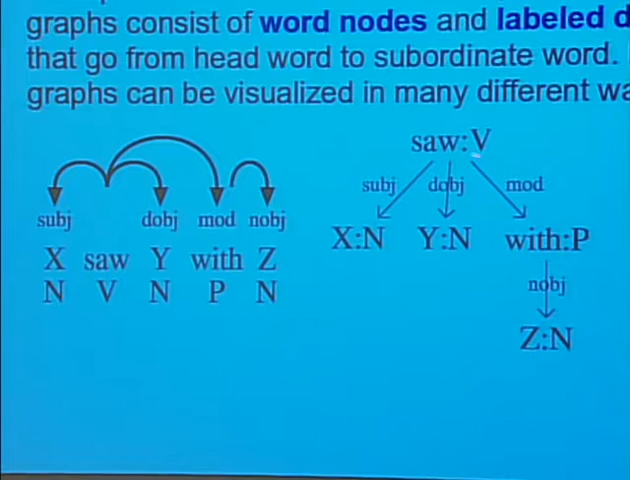 graphs consist of word nodes and labeled
that go from head word to subordinate word.
graphs can be visualized in many different
subj dobj mod nobj
X saw Y with Z
N V N P N
saw:V
subj dobj mod
X:N Y:N with:P
nobj
Z:N